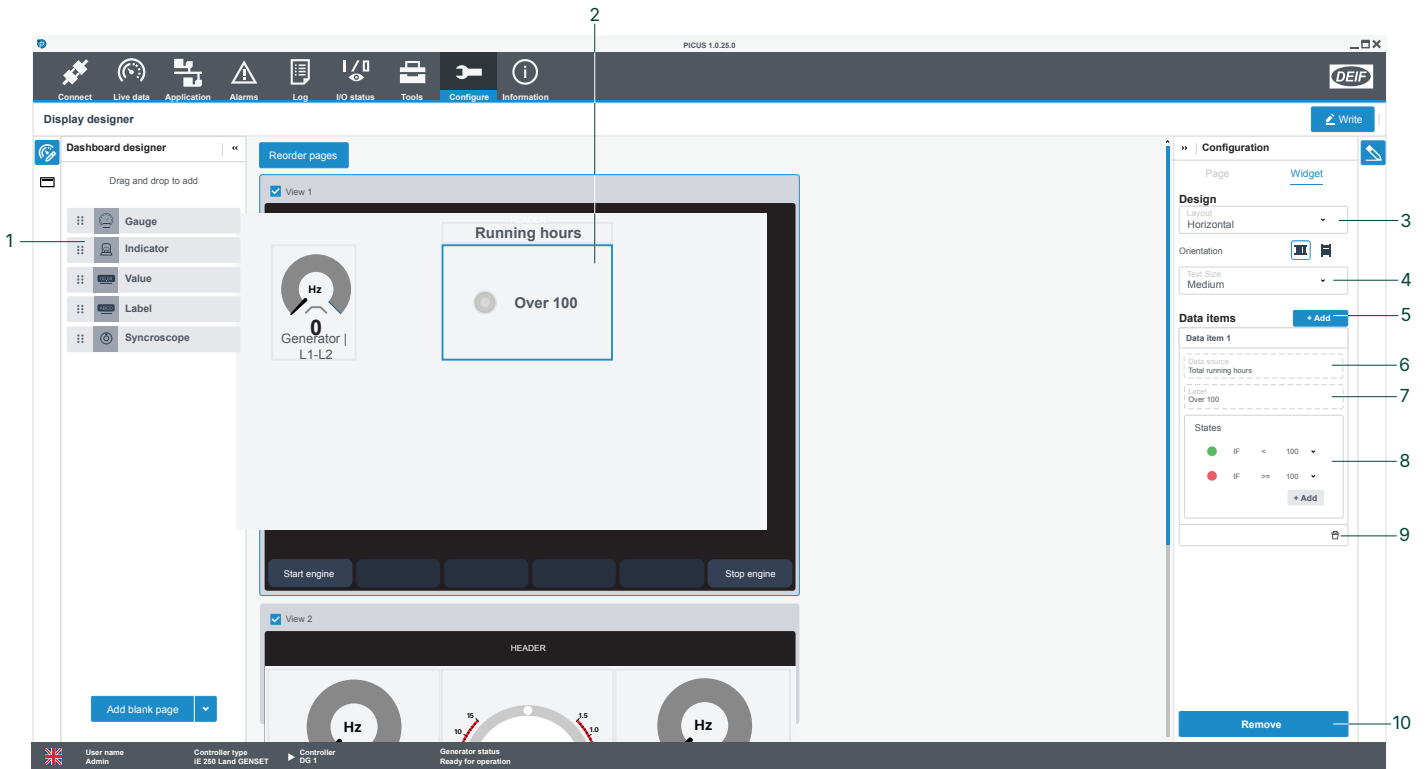 2
PICUS 1.0.25.0
Connect
Live data
Application
Alarms
Log
I/O status
Tools
Configure
Information
DEIF
Display designer
Write
Dashboard designer
Drag and drop to add
1
Gauge
Indicator
Value
Label
Syncroscope
Add blank page
Reorder pages
View 1
Running hours
Hz
0
Generator |
L1-L2
Over 100
Start engine
Stop engine
View 2
HEADER
Hz
15
10
1.5
1.0
Hz
Configuration
Page
Widget
Design
Layout
Horizontal
3
Orientation
Text Size
Medium
4
Data items
+ Add
5
Data item 1
Data source
Total running hours
6
Label
Over 100
7
States
IF < 100
8
IF >= 100
+ Add
9
Remove
10
User name
Admin
Controller type
iE 250 Land GENSET
Controller
DG 1
Generator status
Ready for operation